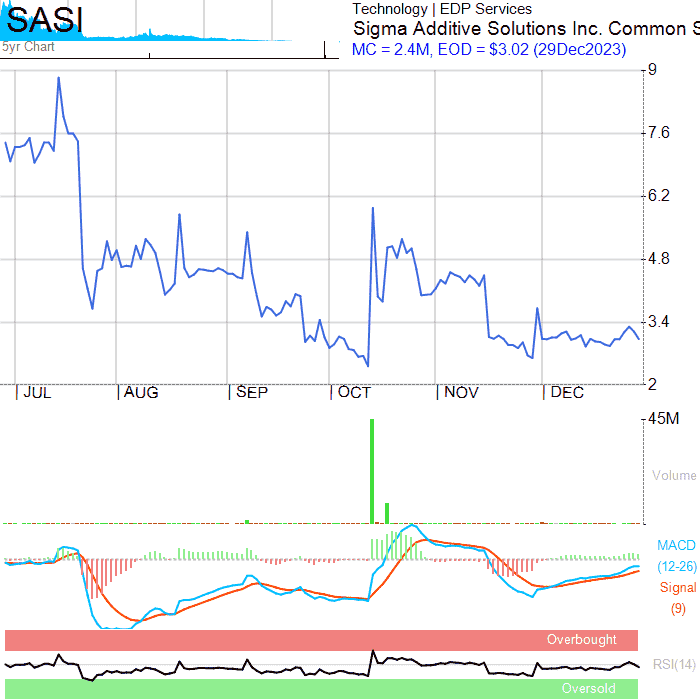 SASI
5yr Chart
Technology | EDP Services
Sigma Additive Solutions Inc. Common S
MC = 2.4M, EOD = $3.02 (29Dec2023)
9
7.6
6.2
4.8
3.4
2
JUL AUG SEP OCT NOV DEC
45M
Volume
MACD
(12-26)
Signal
(9)
Overbought
RSI(14)
Oversold